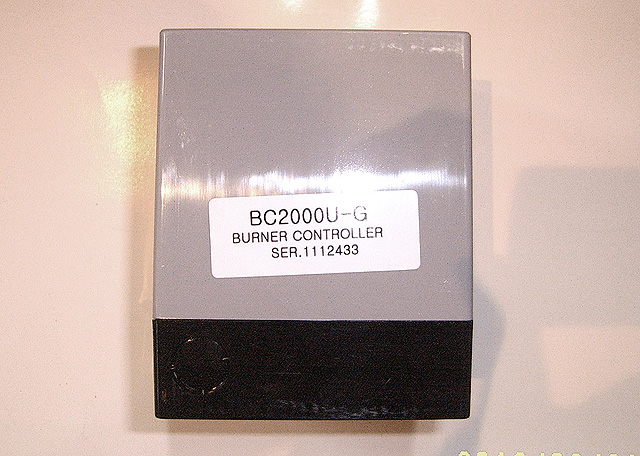 BC2000U-G
BURNER CONTROLLER
SER.1112433